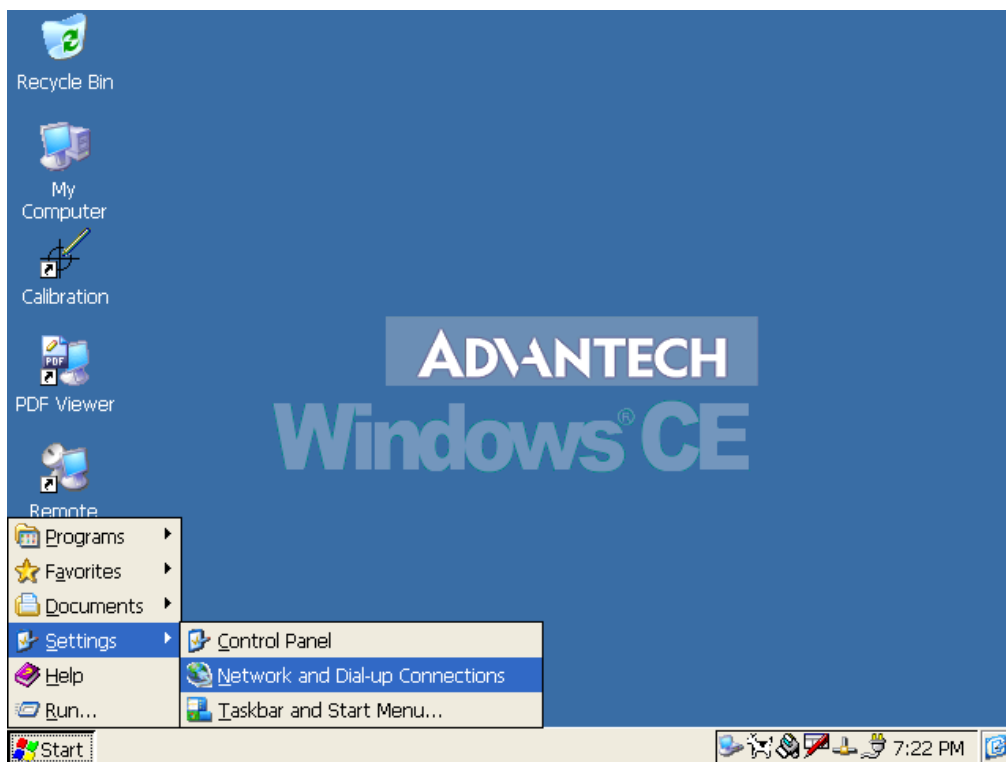 Recycle Bin
My
Computer
Calibration
PDF
PDF Viewer
Remote
ADVANTECH
Windows® CE
Programs
Favorites
Documents
Settings
Help
Run...
Control Panel
Network and Dial-up Connections
Taskbar and Start Menu...
Start
7:22 PM